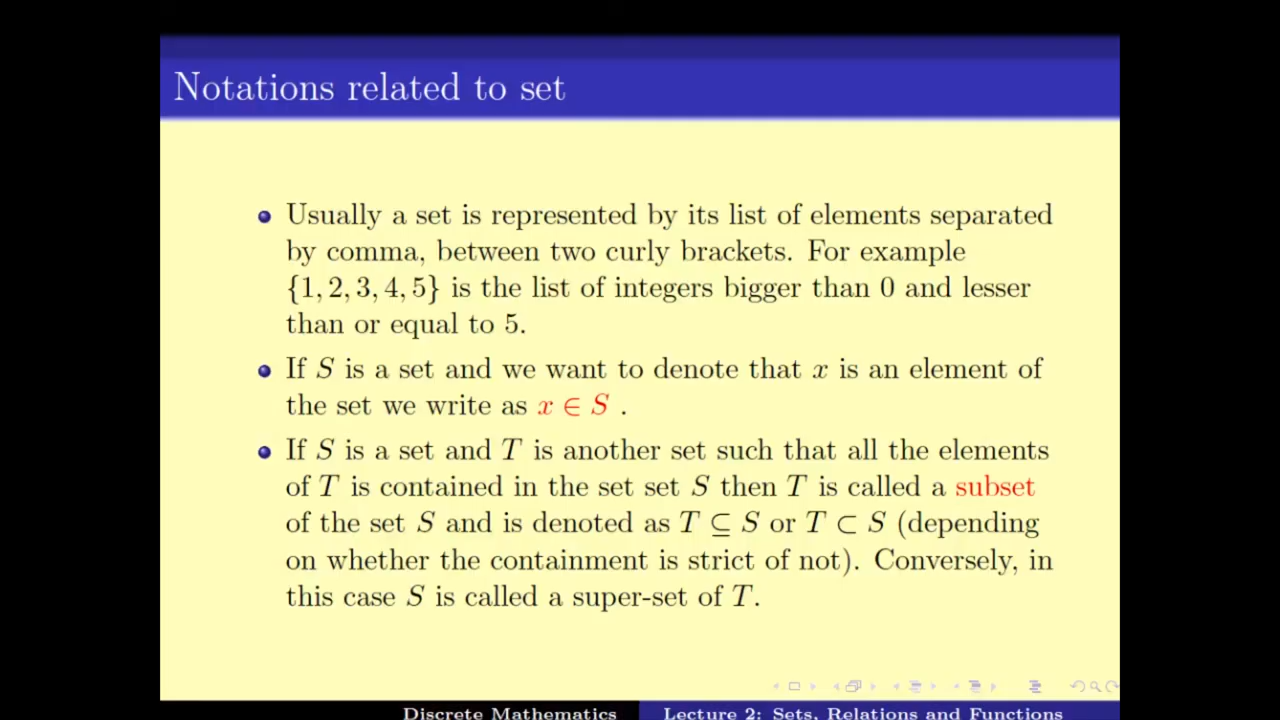 Notations related to set
Usually a set is represented by its list of elements separated
by comma, between two curly brackets. For example
{1, 2, 3, 4, 5} is the list of integers bigger than 0 and lesser
than or equal to 5.
If S is a set and we want to denote that x is an element of
the set we write as x ∈ S .
If S is a set and T is another set such that all the elements
of T is contained in the set set S then T is called a subset
of the set S and is denoted as T ⊆ S or T ⊂ S (depending
on whether the containment is strict of not). Conversely, in
this case S is called a super-set of T.
Discrete Mathematics
Lecture 2: Sets, Relations and Functions